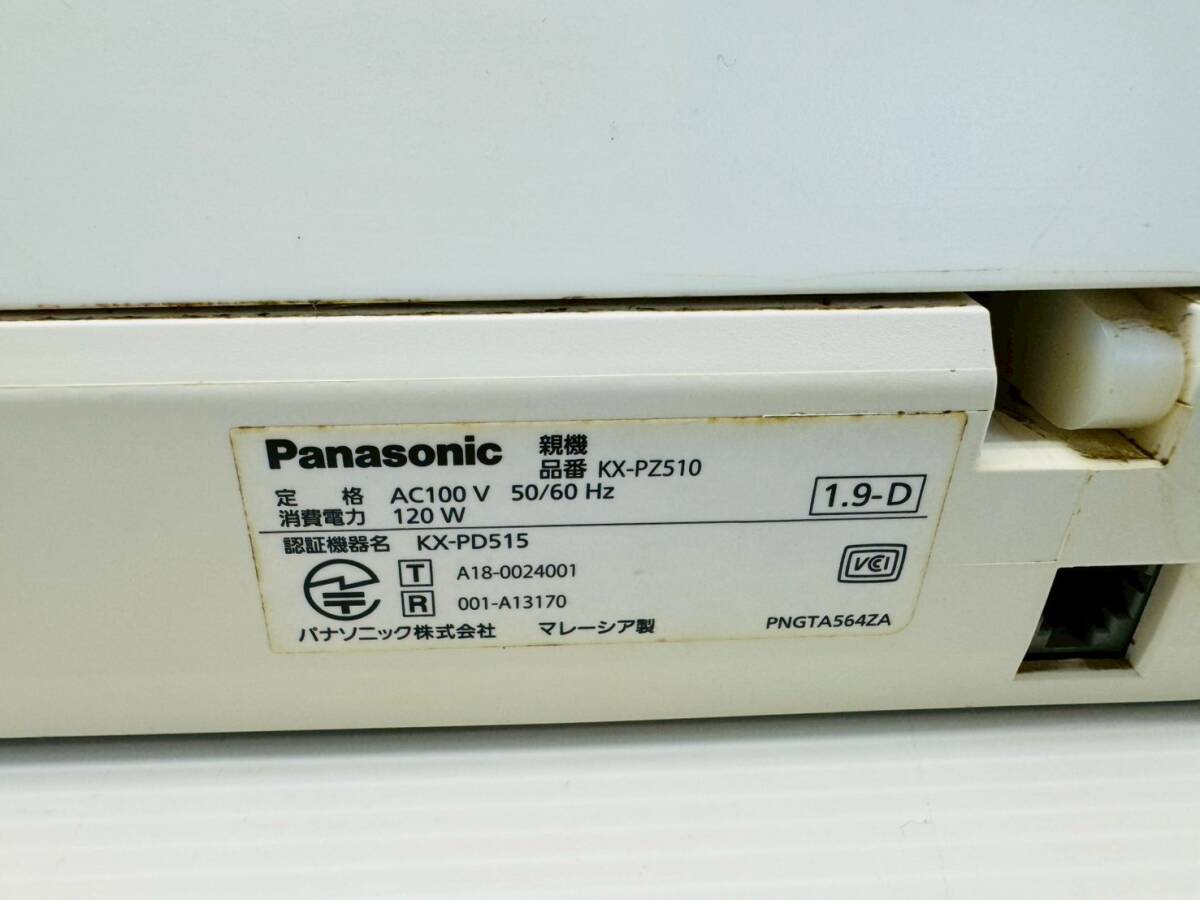 Panasonic 親機
品番 KX-PZ510
定 格 AC100 V 50/60 Hz
消費電力 120 W
1.9-D
認証機器名 KX-PD515
T A18-0024001
R 001-A13170
VCCI
パナソニック株式会社 マレーシア製
PNGTA564ZA